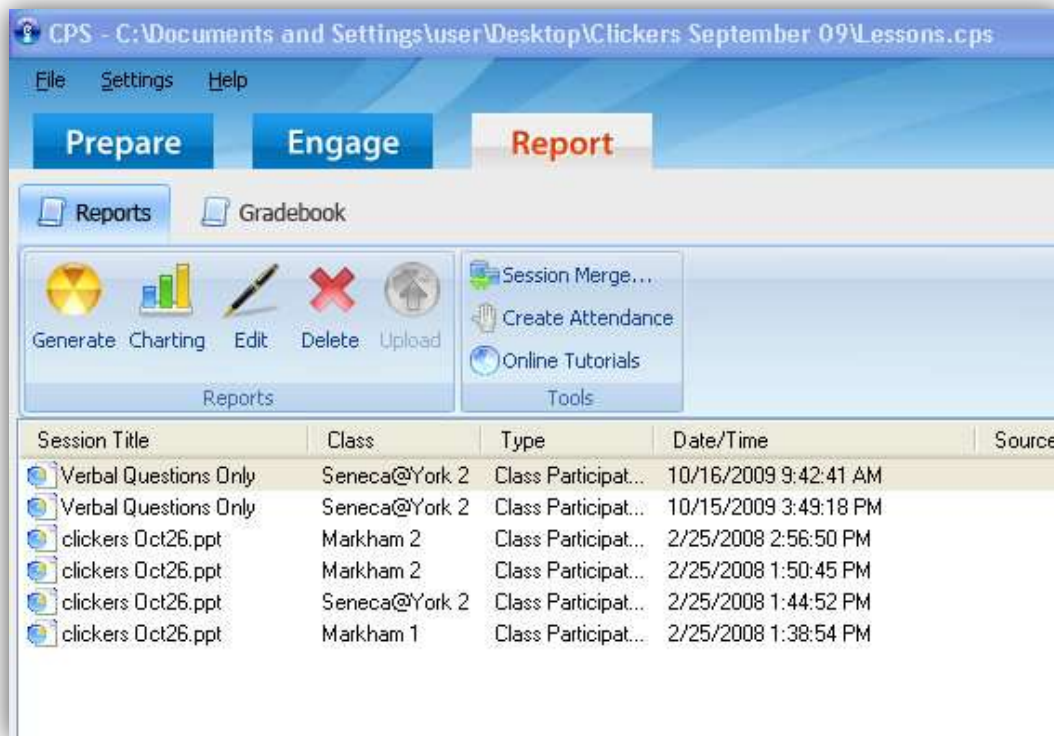 CPS - C:\Documents and Settings\user\Desktop\Clickers September 09\Lessons.cps
File Settings Help
Prepare Engage Report
Reports Gradebook
Generate Charting Edit Delete Upload
Reports
Session Merge...
Create Attendance
Online Tutorials
Tools
Session Title Class Type Date/Time Source
Verbal Questions Only Seneca@York 2 Class Participat... 10/16/2009 9:42:41 AM
Verbal Questions Only Seneca@York 2 Class Participat... 10/15/2009 3:49:18 PM
clickers Oct26.ppt Markham 2 Class Participat... 2/25/2008 2:56:50 PM
clickers Oct26.ppt Markham 2 Class Participat... 2/25/2008 1:50:45 PM
clickers Oct26.ppt Seneca@York 2 Class Participat... 2/25/2008 1:44:52 PM
clickers Oct26.ppt Markham 1 Class Participat... 2/25/2008 1:38:54 PM